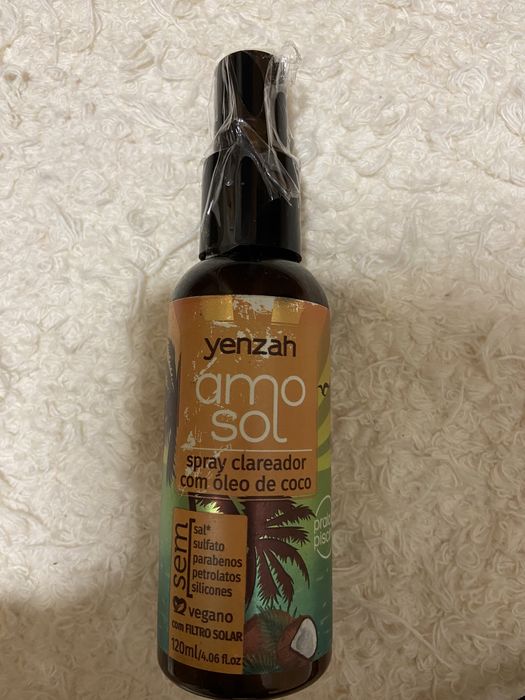 yenzah
amo
sol
spray clareador
com óleo de coco
sem
sal*
sulfato
parabenos
petrolatos
silicones
vegano
com FILTRO SOLAR
120ml/4.06 fl.oz